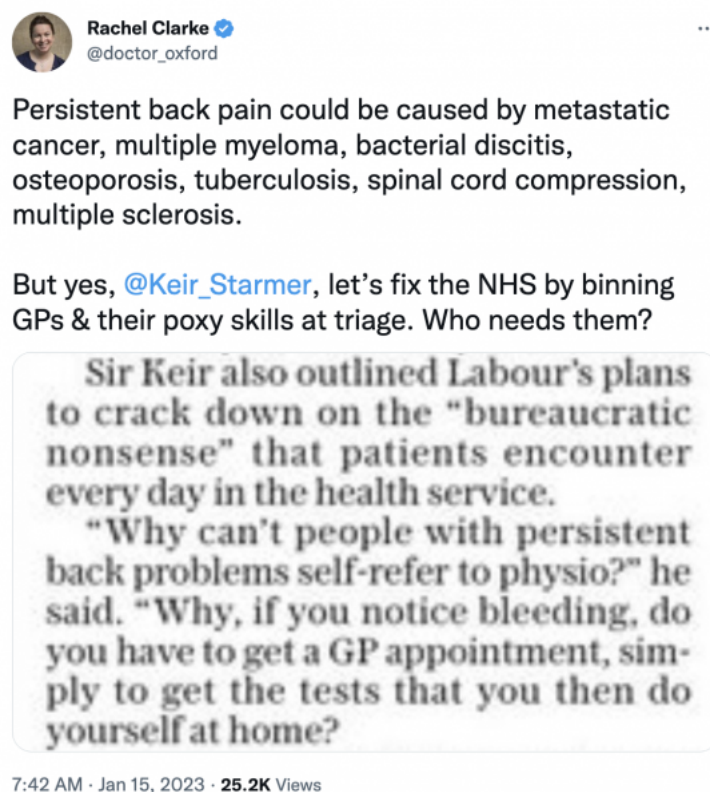 Rachel Clarke
@doctor_oxford
Persistent back pain could be caused by metastatic
cancer, multiple myeloma, bacterial discitis,
osteoporosis, tuberculosis, spinal cord compression,
multiple sclerosis.
But yes, @Keir_Starmer, let’s fix the NHS by binning
GPs & their poxy skills at triage. Who needs them?
Sir Keir also outlined Labour’s plans
to crack down on the “bureaucratic
nonsense” that patients encounter
every day in the health service.
“Why can’t people with persistent
back problems self-refer to physio?” he
said. “Why, if you notice bleeding, do
you have to get a GP appointment, sim-
ply to get the tests that you then do
yourself at home?
7:42 AM · Jan 15, 2023 · 25.2K Views